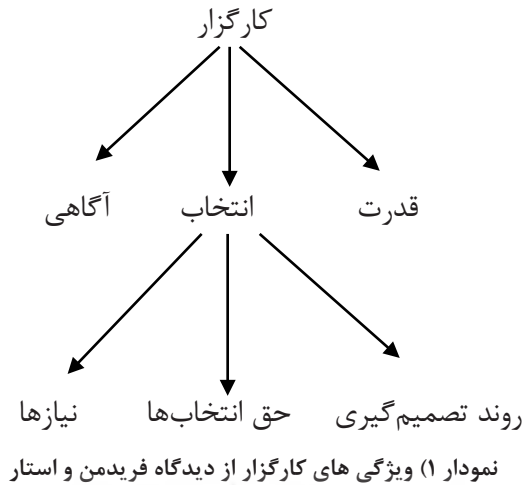 کارگزار
قدرت انتخاب آگاهی
روند تصمیم‌گیری حق انتخاب‌ها نیازها
نمودار ۱) ویژگی های کارگزار از دیدگاه فریدمن و استار